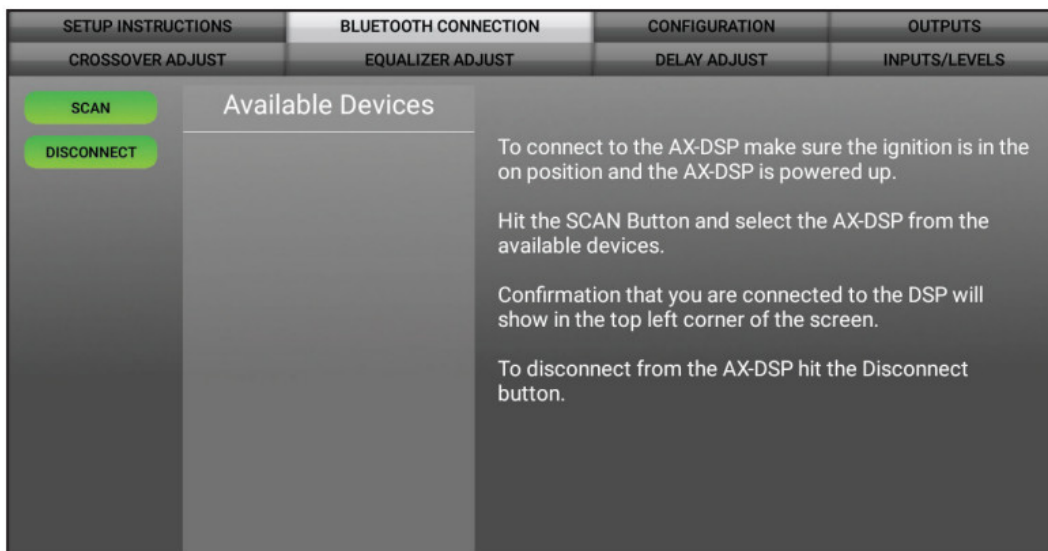 SETUP INSTRUCTIONS BLUETOOTH CONNECTION CONFIGURATION OUTPUTS
CROSSOVER ADJUST EQUALIZER ADJUST DELAY ADJUST INPUTS/LEVELS
SCAN
DISCONNECT
Available Devices
To connect to the AX-DSP make sure the ignition is in the
on position and the AX-DSP is powered up.
Hit the SCAN Button and select the AX-DSP from the
available devices.
Confirmation that you are connected to the DSP will
show in the top left corner of the screen.
To disconnect from the AX-DSP hit the Disconnect
button.